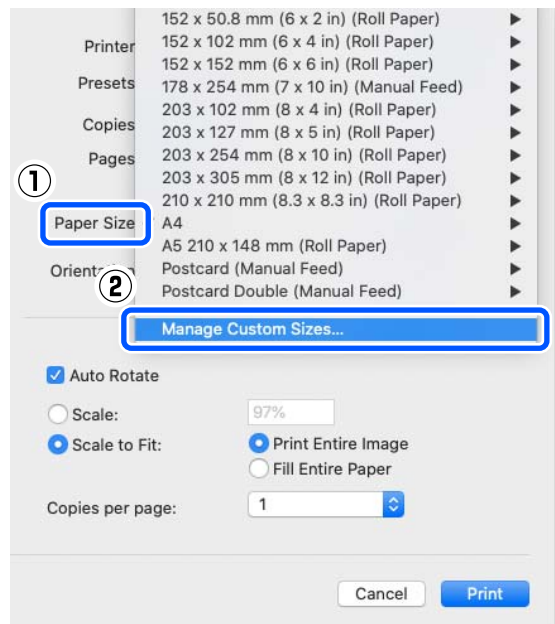 152 x 50.8 mm (6 x 2 in) (Roll Paper)
Printer 152 x 102 mm (6 x 4 in) (Roll Paper)
152 x 152 mm (6 x 6 in) (Roll Paper)
Presets 178 x 254 mm (7 x 10 in) (Manual Feed)
203 x 102 mm (8 x 4 in) (Roll Paper)
Copies 203 x 127 mm (8 x 5 in) (Roll Paper)
Pages 203 x 254 mm (8 x 10 in) (Roll Paper)
① 203 x 305 mm (8 x 12 in) (Roll Paper)
210 x 210 mm (8.3 x 8.3 in) (Roll Paper)
Paper Size A4
A5 210 x 148 mm (Roll Paper)
Postcard (Manual Feed)
② Postcard Double (Manual Feed)
Manage Custom Sizes...
Auto Rotate
Scale: 97%
Scale to Fit: Print Entire Image
Fill Entire Paper
Copies per page: 1
Cancel Print